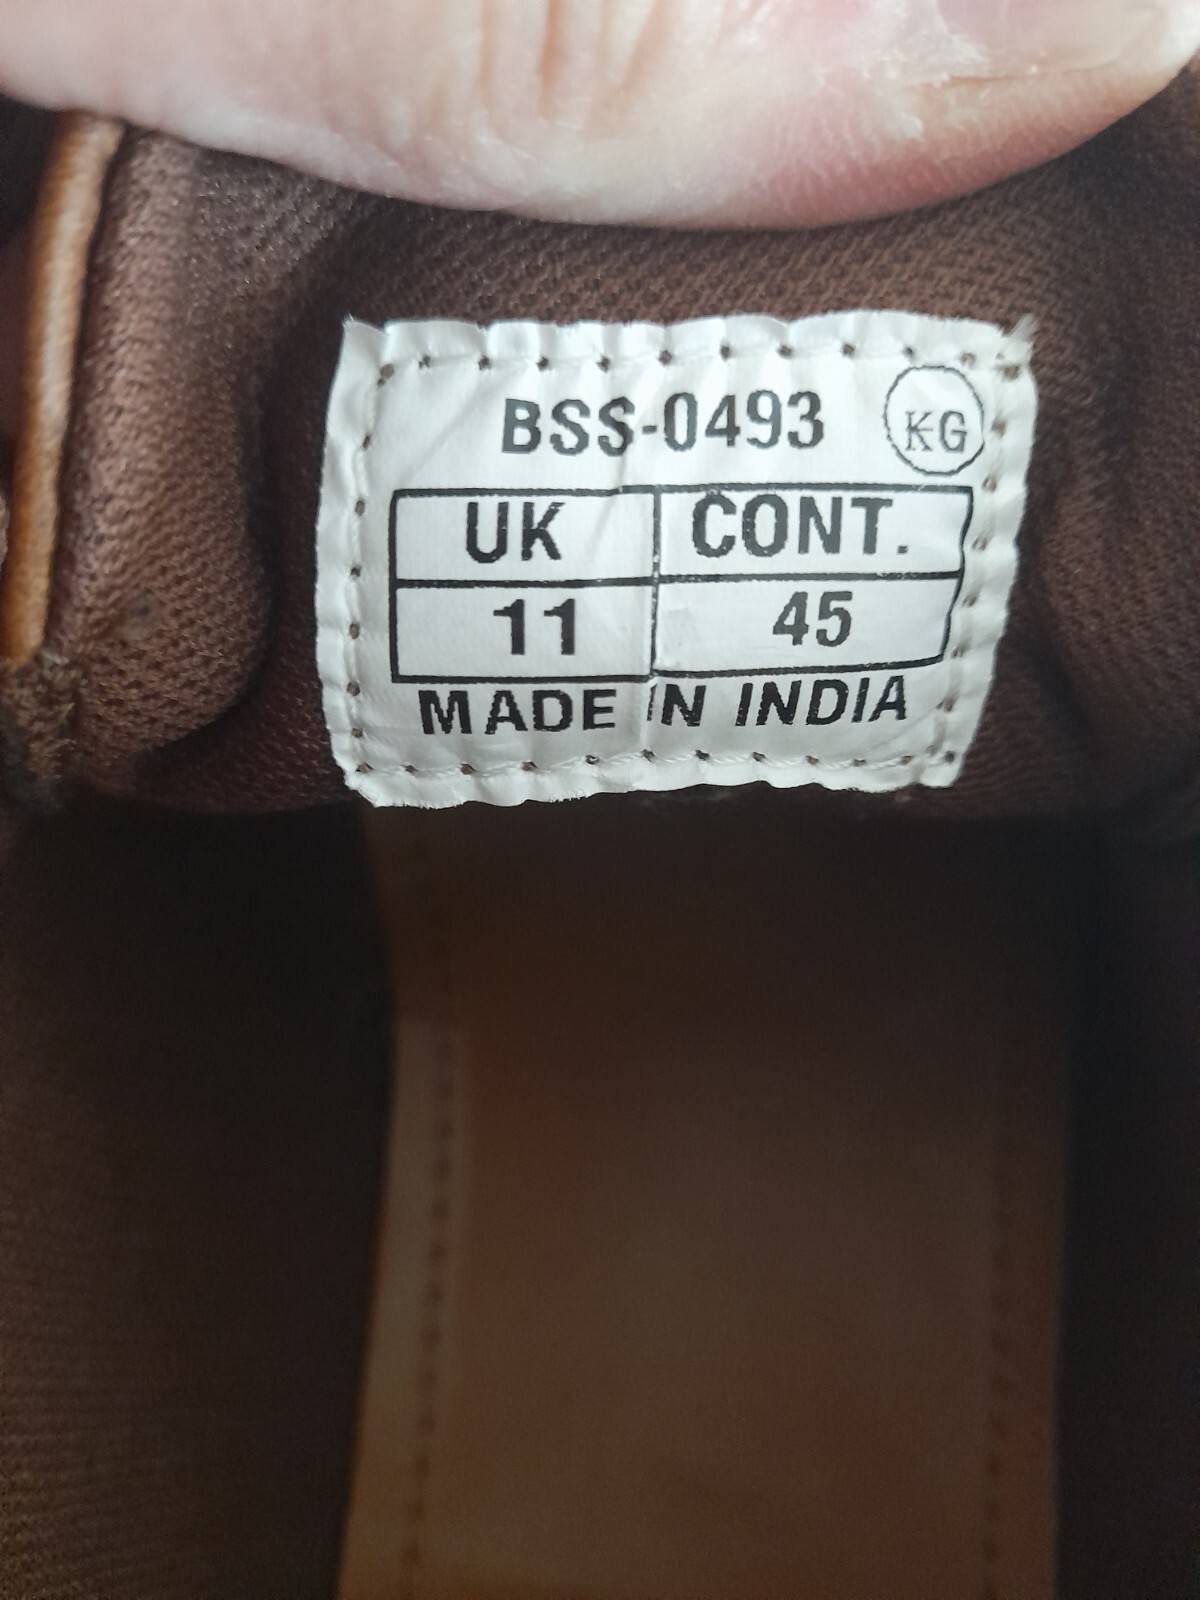 BSS-0493 KG
UK CONT.
11 45
MADE IN INDIA